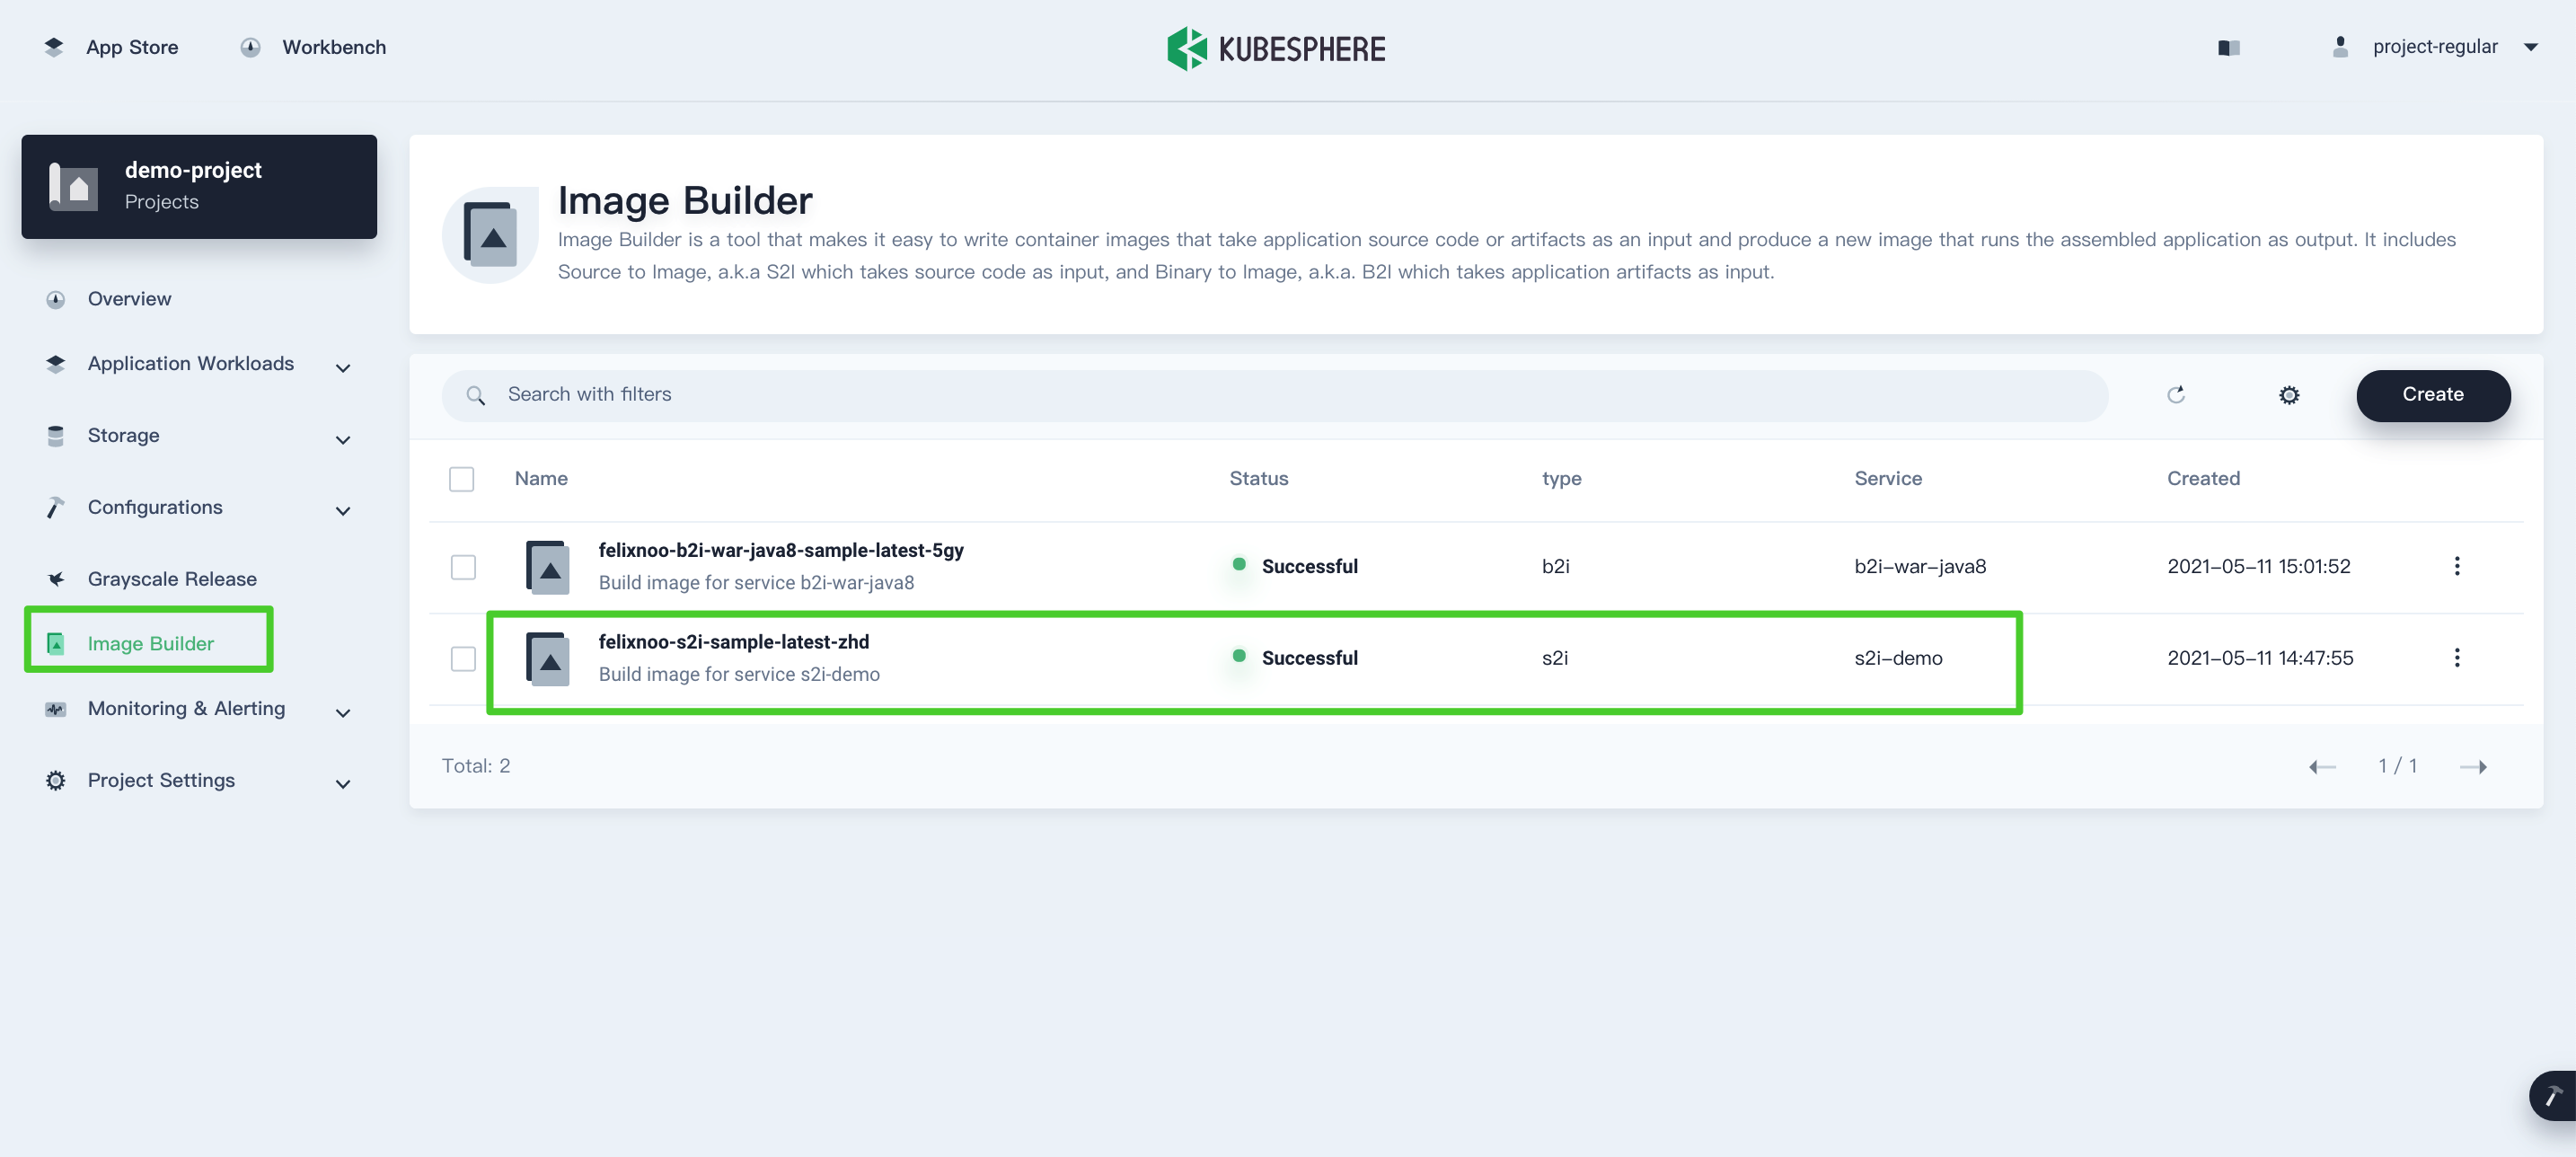 App Store
Workbench
KUBESPHERE
project-regular
demo-project
Projects
Overview
Application Workloads
Storage
Configurations
Grayscale Release
Image Builder
Monitoring & Alerting
Project Settings
Image Builder
Image Builder is a tool that makes it easy to write container images that take application source code or artifacts as an input and produce a new image that runs the assembled application as output. It includes
Source to Image, a.k.a S2I which takes source code as input, and Binary to Image, a.k.a. B2I which takes application artifacts as input.
Search with filters
Create
Name Status type Service Created
felixnoo-b2i-war-java8-sample-latest-5gy
Build image for service b2i-war-java8
Successful b2i b2i-war-java8 2021-05-11 15:01:52
felixnoo-s2i-sample-latest-zhd
Build image for service s2i-demo
Successful s2i s2i-demo 2021-05-11 14:47:55
Total: 2
1 / 1